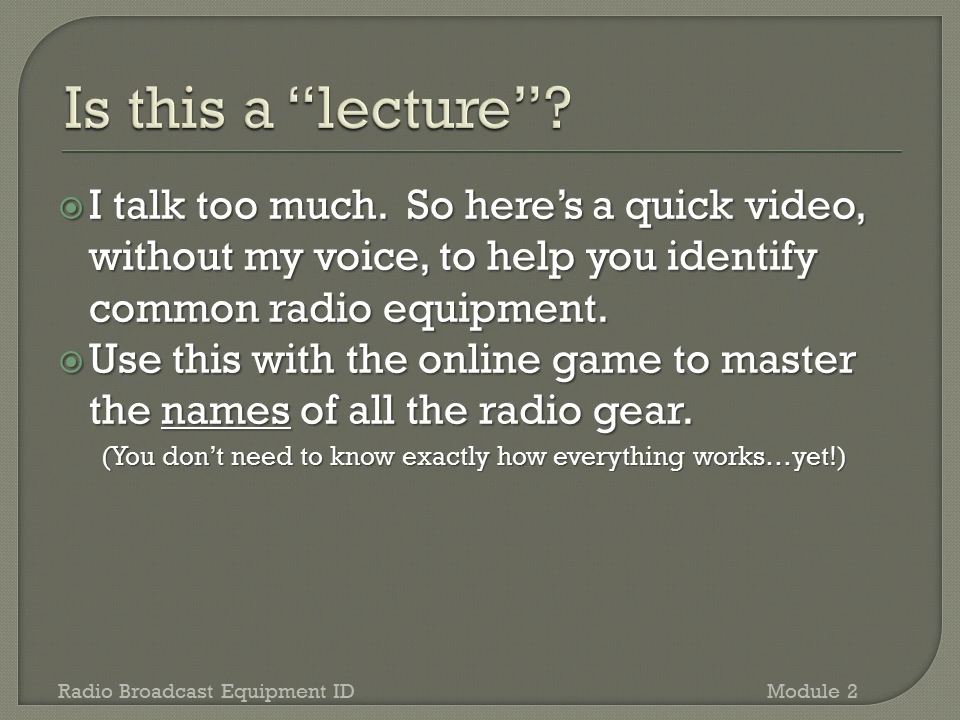 Is this a “lecture”?
I talk too much.  So here’s a quick video,
without my voice, to help you identify
common radio equipment.
Use this with the online game to master
the names of all the radio gear.
(You don’t need to know exactly how everything works…yet!)
Radio Broadcast Equipment ID
Module 2